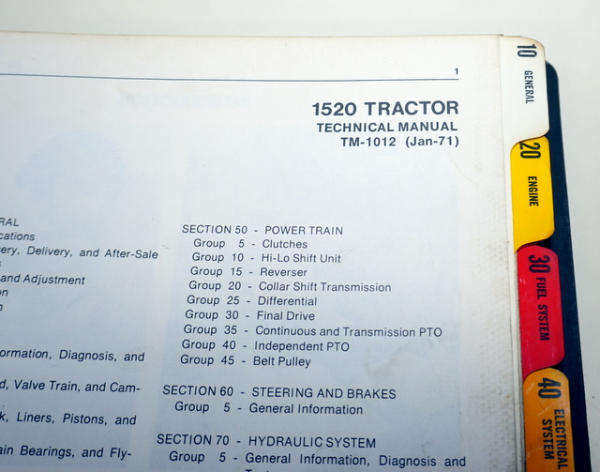 1
1520 TRACTOR
TECHNICAL MANUAL
TM-1012 (Jan-71)
Delivery, and After-Sale
and Adjustment
Diagnosis, and
Valve Train, and Cam-
Liners, Pistons, and
Bearings, and Fly-
SECTION 50 - POWER TRAIN
Group 5 - Clutches
Group 10 - Hi-Lo Shift Unit
Group 15 - Reverser
Group 20 - Collar Shift Transmission
Group 25 - Differential
Group 30 - Final Drive
Group 35 - Continuous and Transmission PTO
Group 40 - Independent PTO
Group 45 - Belt Pulley
SECTION 60 - STEERING AND BRAKES
Group 5 - General Information
SECTION 70 - HYDRAULIC SYSTEM
Group 5 - General Information, Diagnosis and
10 GENERAL
20 ENGINE
30 FUEL SYSTEM
40 ELECTRICAL
SYSTEM